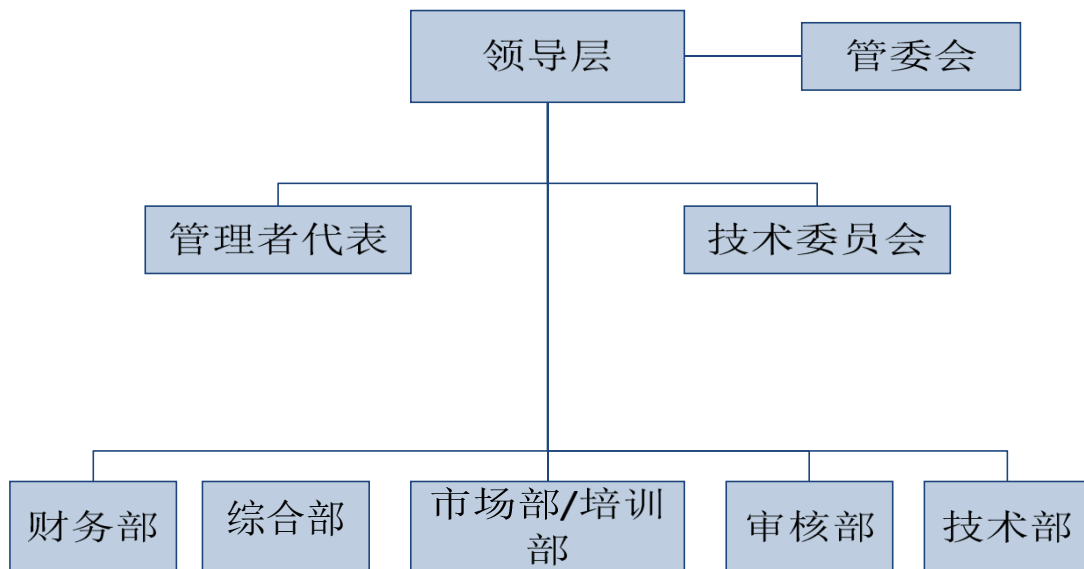 领导层
管委会
管理者代表
技术委员会
财务部
综合部
市场部/培训
部
审核部
技术部